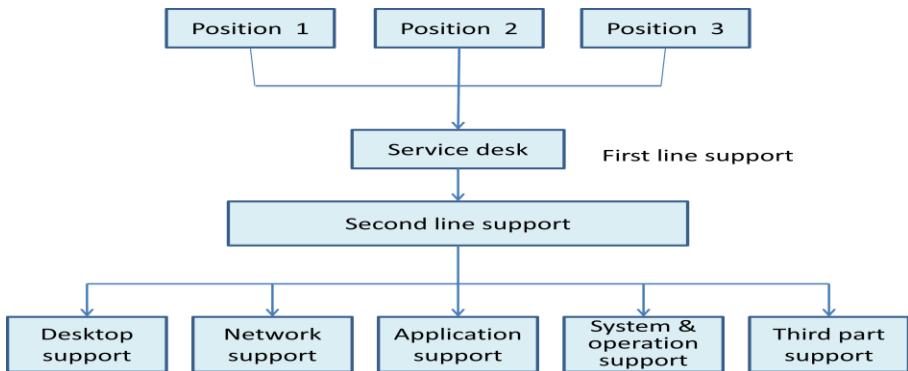 Position 1
Position 2
Position 3
Service desk
First line support
Second line support
Desktop
support
Network
support
Application
support
System &
operation
support
Third part
support